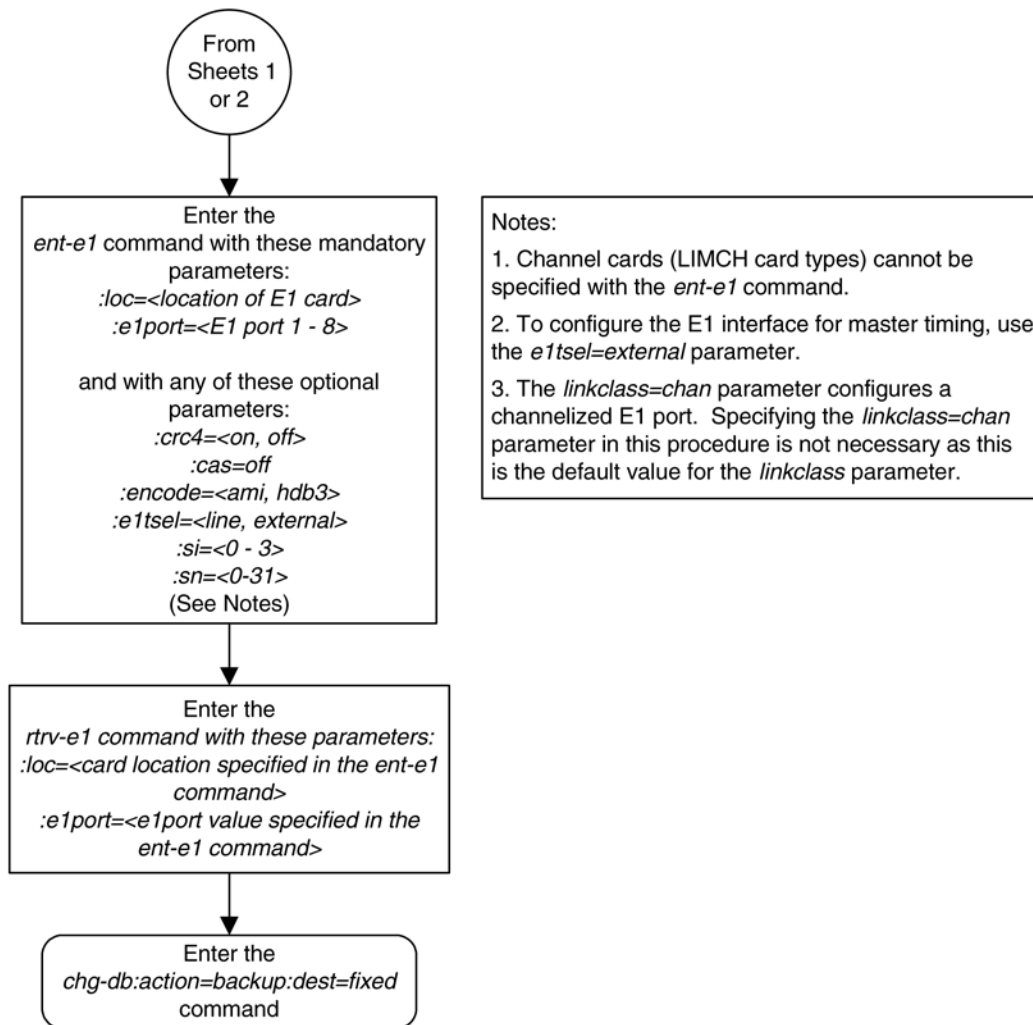 From
Sheets 1
or 2
Enter the
ent-e1 command with these mandatory
parameters:
:loc=<location of E1 card>
:e1port=<E1 port 1 - 8>
and with any of these optional
parameters:
:crc4=<on, off>
:cas=off
:encode=<ami, hdb3>
:e1tsel=<line, external>
:si=<0 - 3>
:sn=<0-31>
(See Notes)
Notes:
1. Channel cards (LIMCH card types) cannot be
specified with the ent-e1 command.
2. To configure the E1 interface for master timing, use
the e1tsel=external parameter.
3. The linkclass=chan parameter configures a
channelized E1 port.  Specifying the linkclass=chan
parameter in this procedure is not necessary as this
is the default value for the linkclass parameter.
Enter the
rtrv-e1 command with these parameters:
:loc=<card location specified in the ent-e1
command>
:e1port=<e1port value specified in the
ent-e1 command>
Enter the
chg-db:action=backup:dest=fixed
command